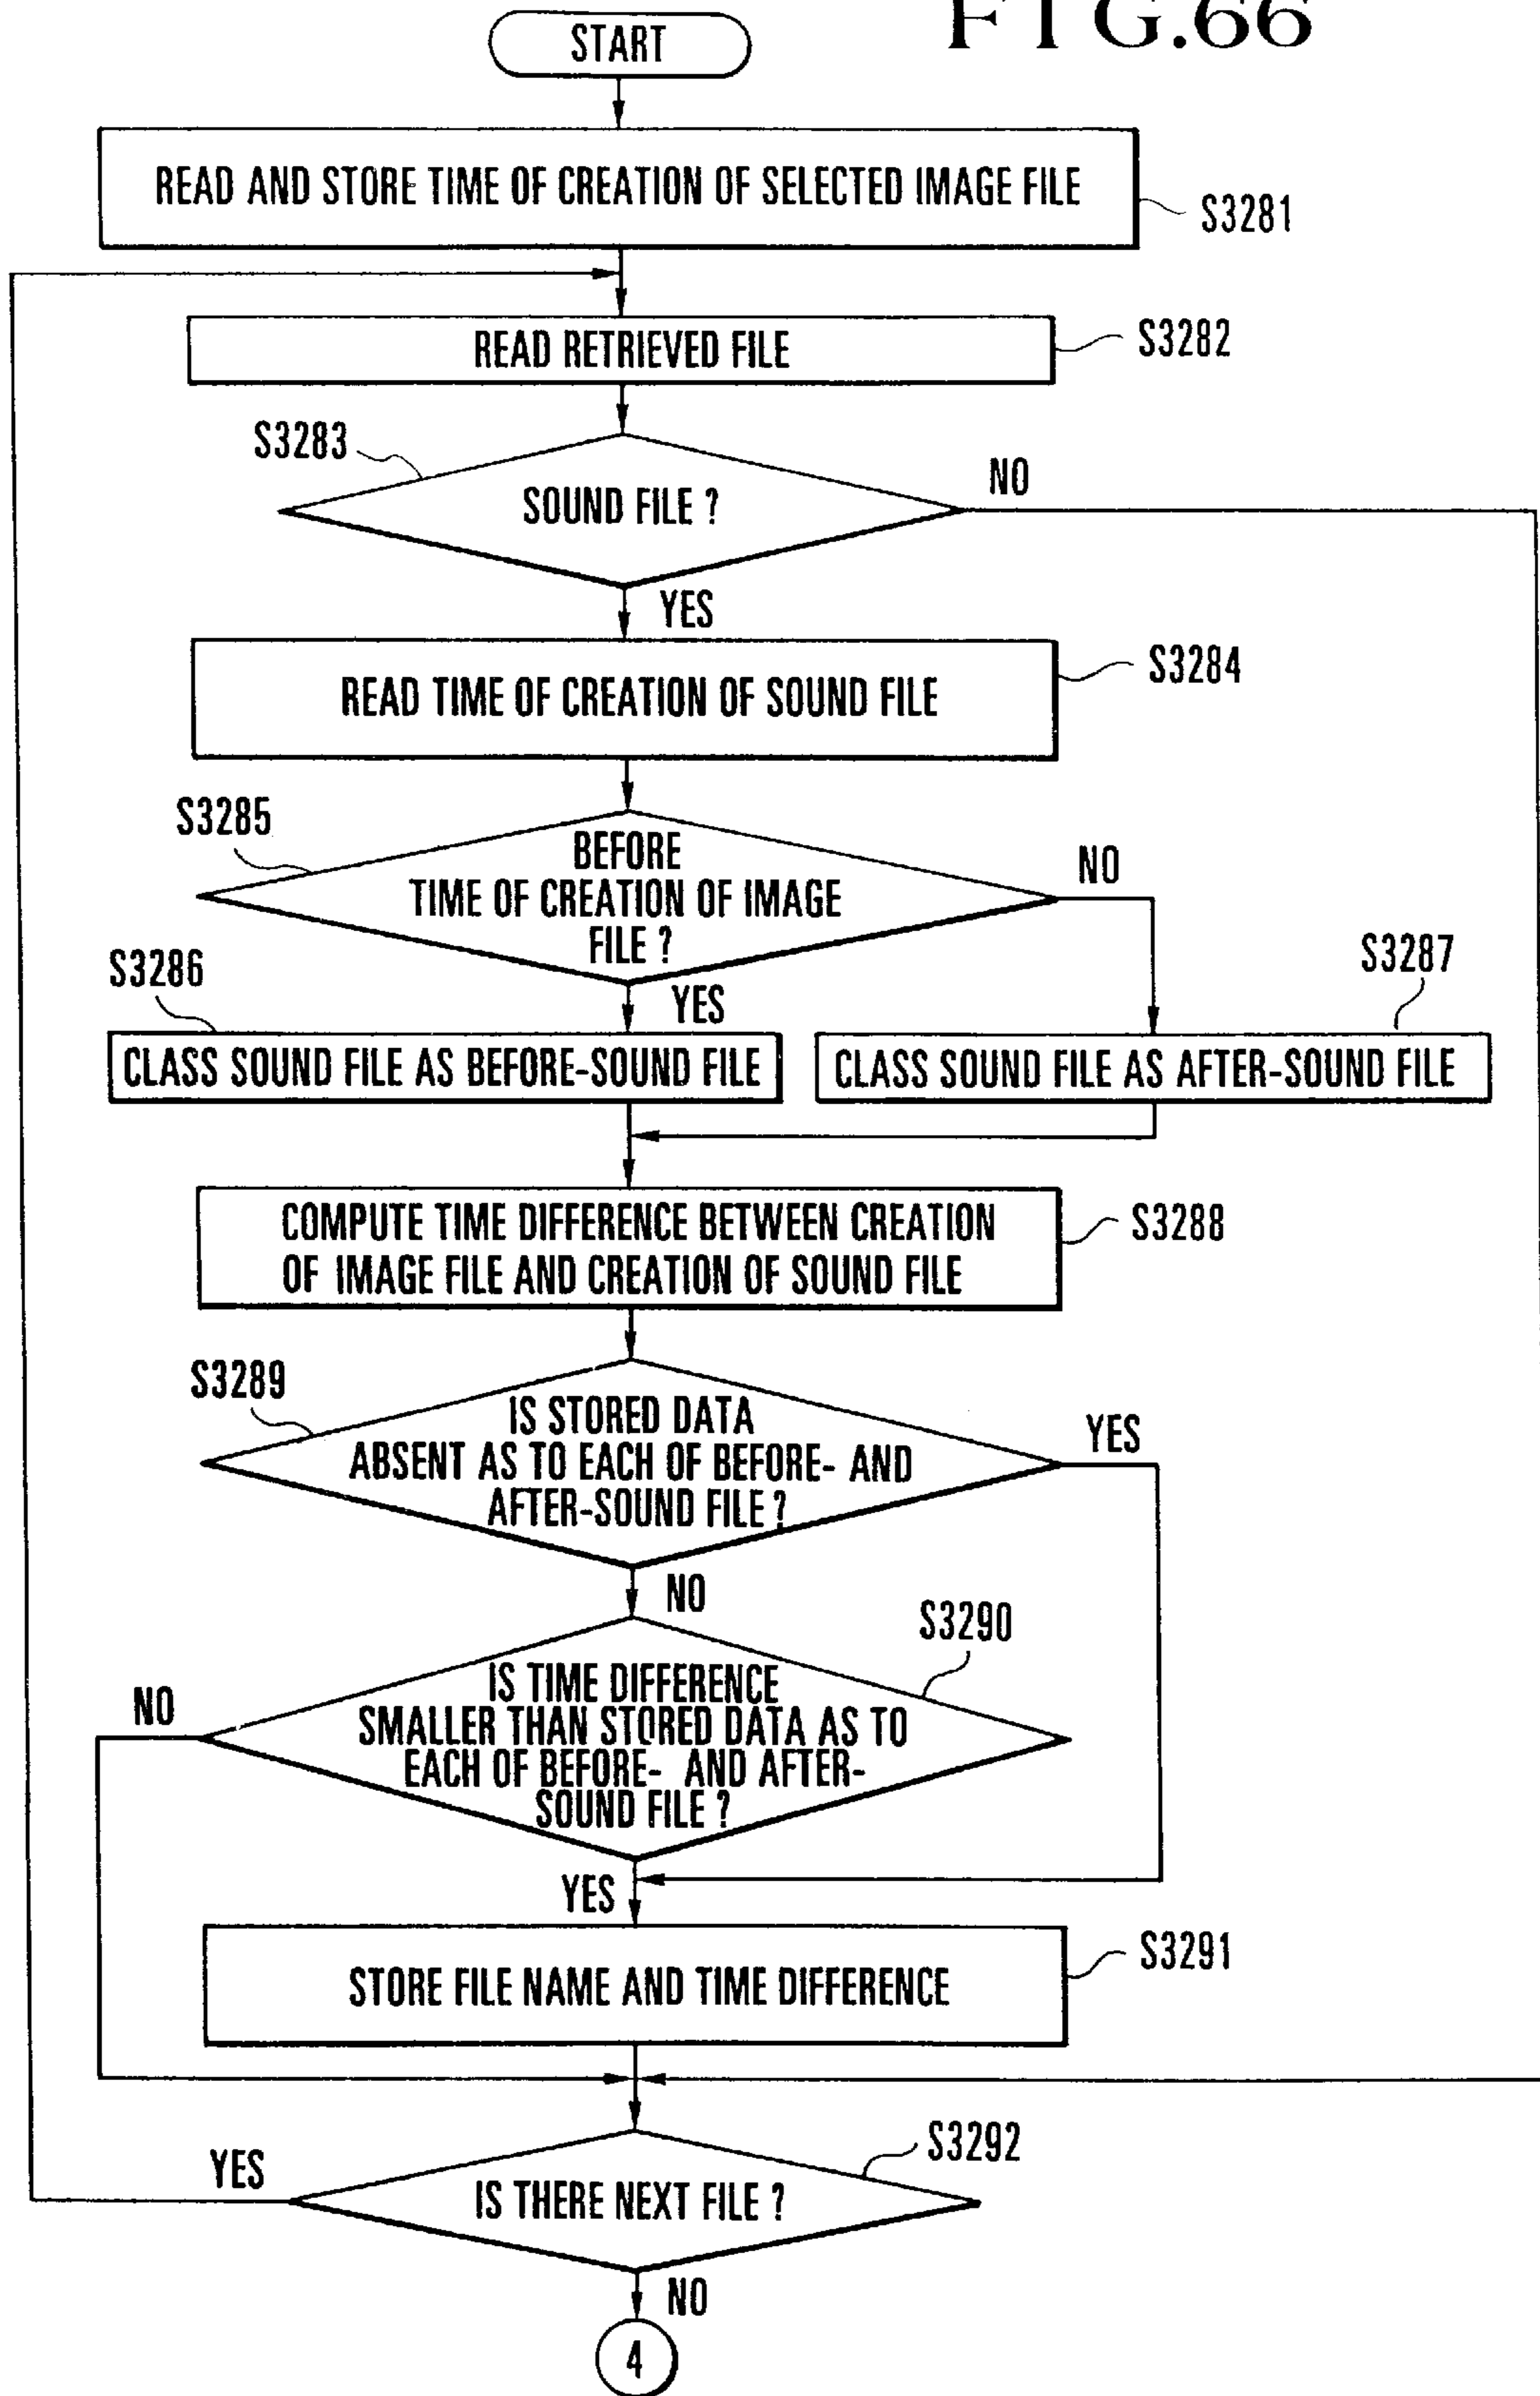 FIG.66
START
READ AND STORE TIME OF CREATION OF SELECTED IMAGE FILE
S3281
READ RETRIEVED FILE
S3282
S3283
SOUND FILE ?
NO
YES
READ TIME OF CREATION OF SOUND FILE
S3284
S3285
BEFORE
TIME OF CREATION OF IMAGE
FILE ?
NO
YES
S3286
S3287
CLASS SOUND FILE AS BEFORE-SOUND FILE
CLASS SOUND FILE AS AFTER-SOUND FILE
COMPUTE TIME DIFFERENCE BETWEEN CREATION
OF IMAGE FILE AND CREATION OF SOUND FILE
S3288
S3289
IS STORED DATA
ABSENT AS TO EACH OF BEFORE- AND
AFTER-SOUND FILE ?
YES
NO
S3290
IS TIME DIFFERENCE
SMALLER THAN STORED DATA AS TO
EACH OF BEFORE- AND AFTER-
SOUND FILE ?
NO
YES
STORE FILE NAME AND TIME DIFFERENCE
S3291
S3292
IS THERE NEXT FILE ?
YES
NO
4